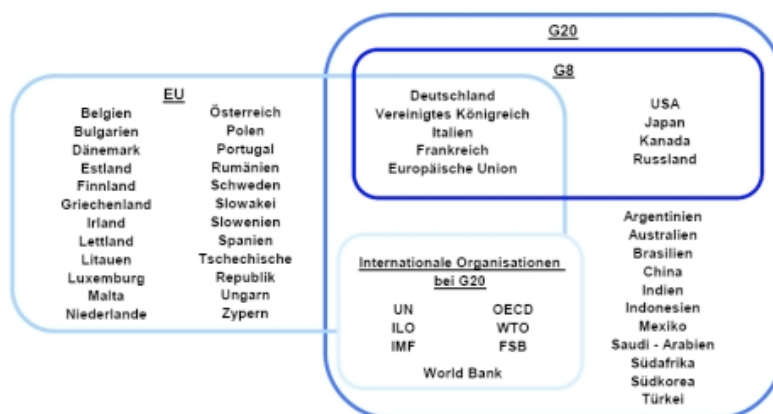 G20
G8
EU
Belgien
Bulgarien
Dänemark
Estland
Finnland
Griechenland
Irland
Lettland
Litauen
Luxemburg
Malta
Niederlande
Österreich
Polen
Portugal
Rumänien
Schweden
Slowakei
Slowenien
Spanien
Tschechische
Republik
Ungarn
Zypern
Deutschland
Vereinigtes Königreich
Italien
Frankreich
Europäische Union
USA
Japan
Kanada
Russland
Internationale Organisationen
bei G20
UN OECD
ILO WTO
IMF FSB
World Bank
Argentinien
Australien
Brasilien
China
Indien
Indonesien
Mexiko
Saudi - Arabien
Südafrika
Südkorea
Türkei